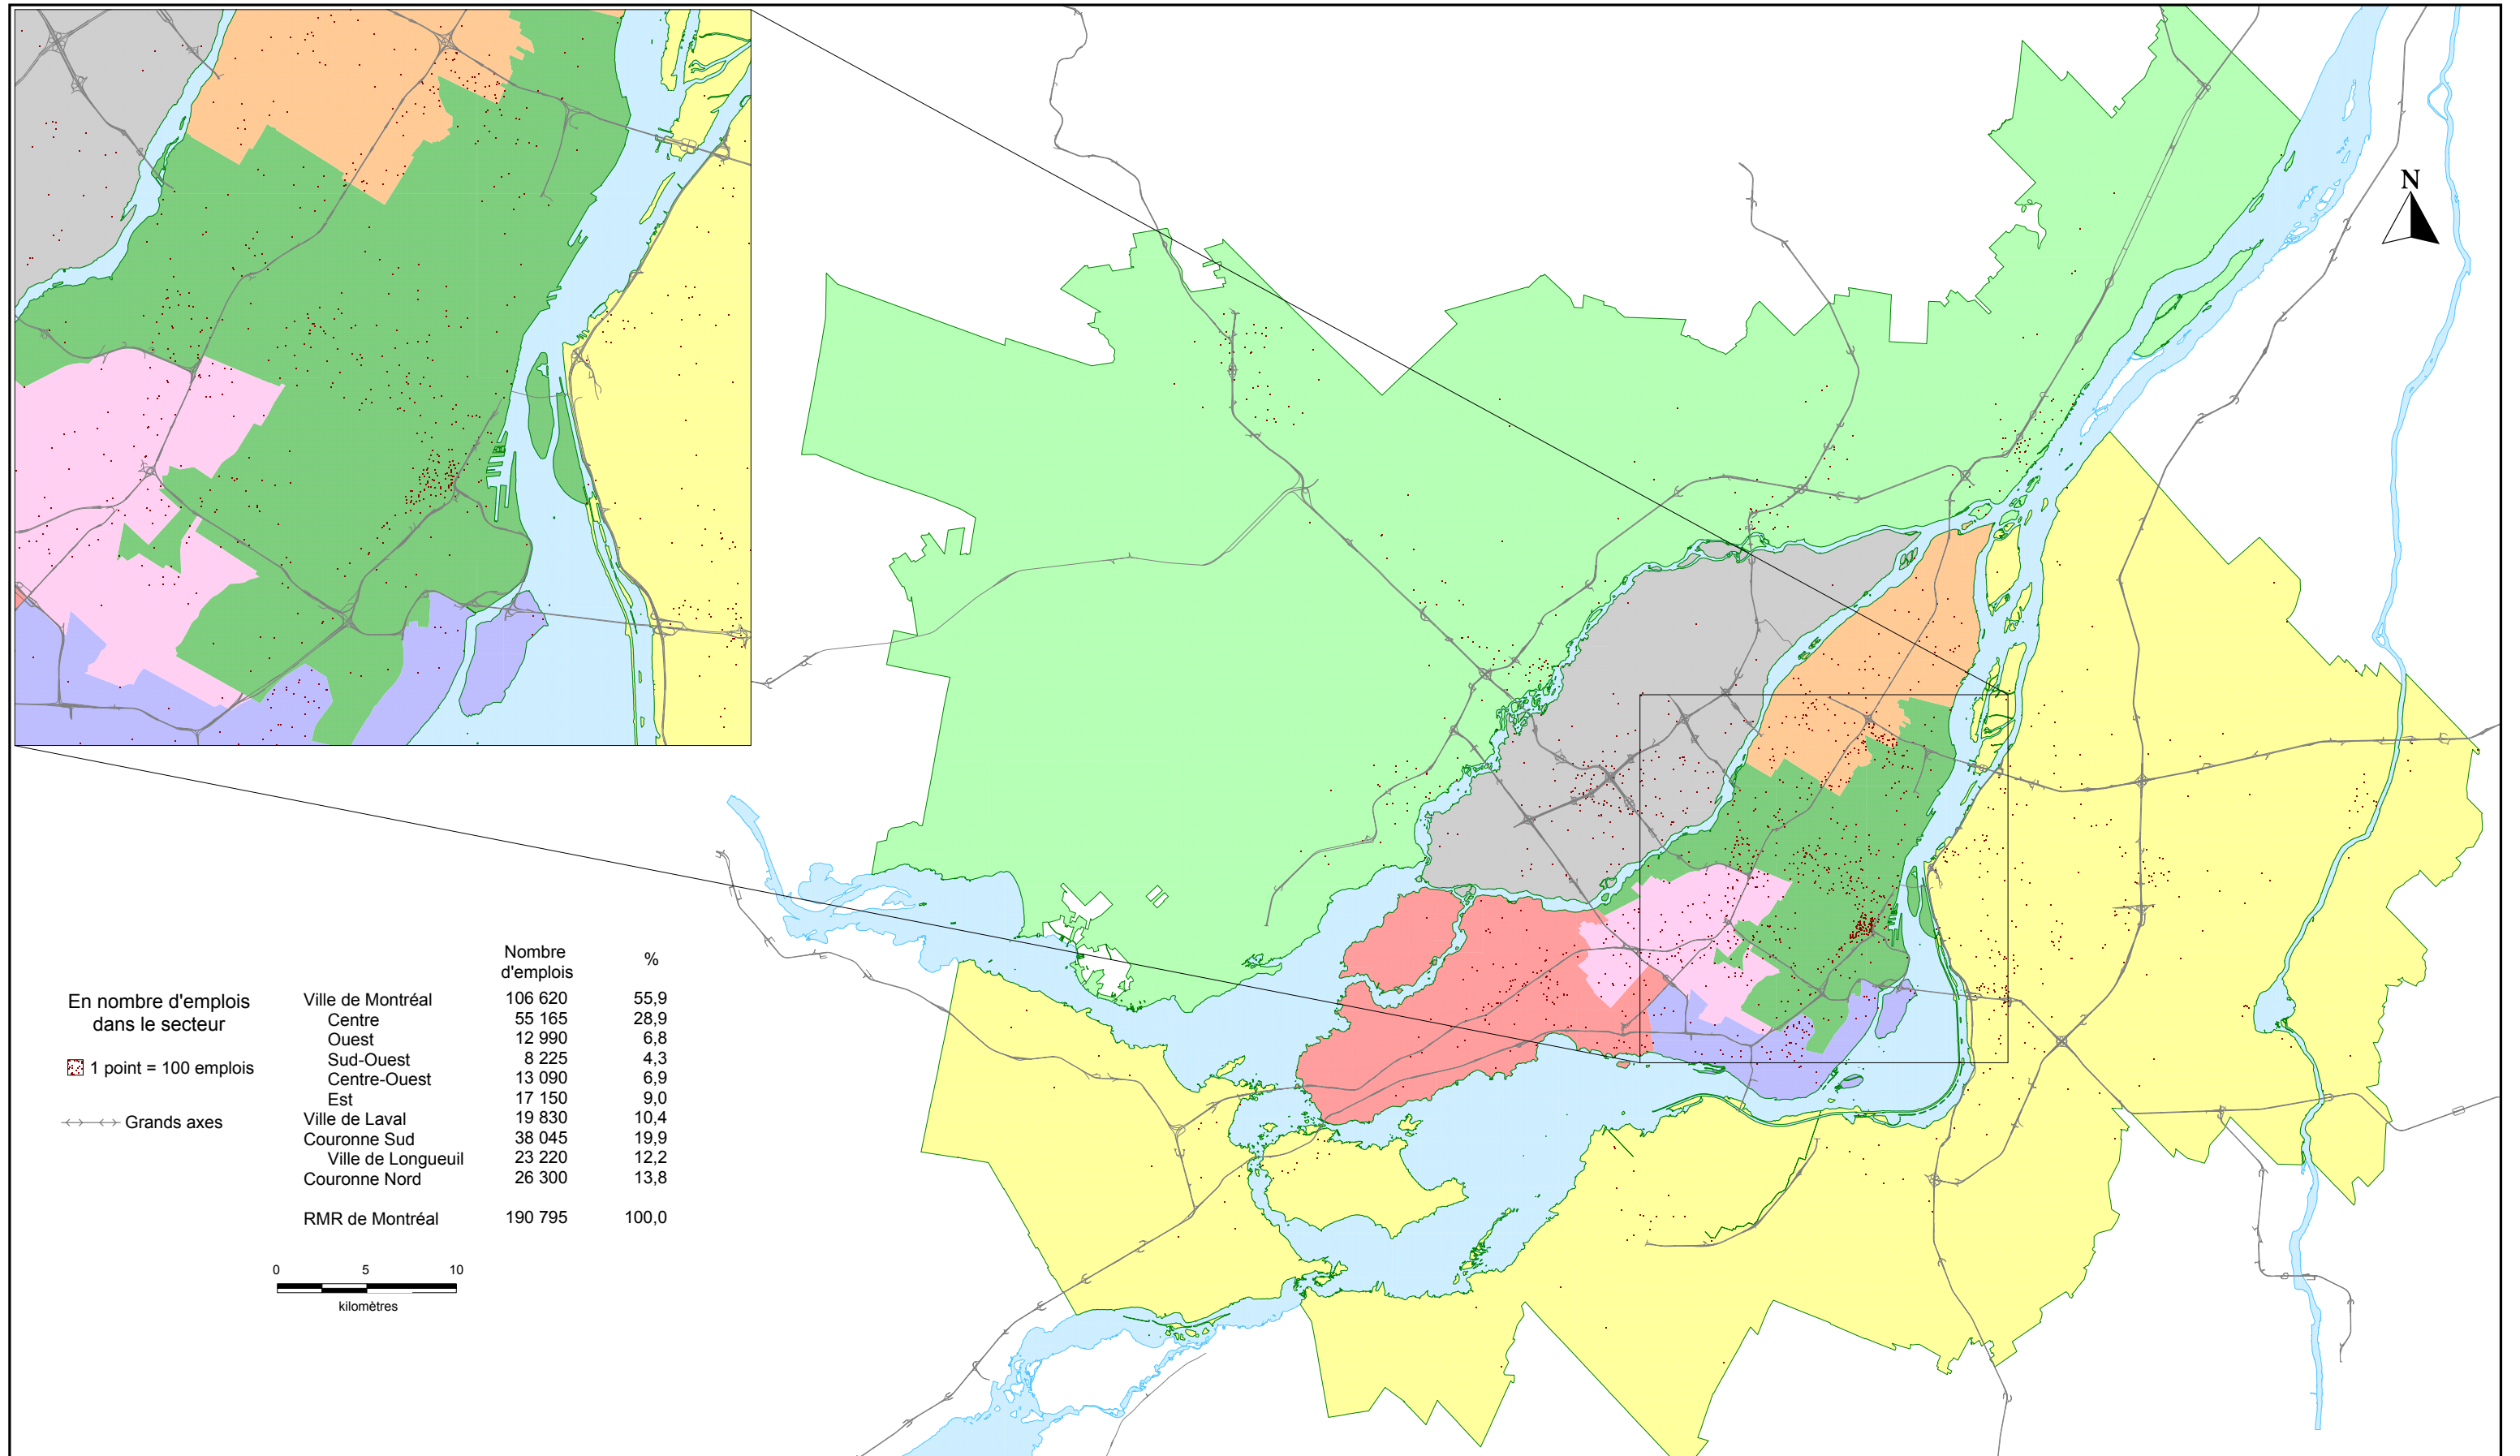 N
Nombre
d'emplois
%
En nombre d'emplois
dans le secteur
1 point = 100 emplois
Grands axes
Ville de Montréal 106 620 55,9
Centre 55 165 28,9
Ouest 12 990 6,8
Sud-Ouest 8 225 4,3
Centre-Ouest 13 090 6,9
Est 17 150 9,0
Ville de Laval 19 830 10,4
Couronne Sud 38 045 19,9
Ville de Longueuil 23 220 12,2
Couronne Nord 26 300 13,8
RMR de Montréal 190 795 100,0
0 5 10
kilomètres